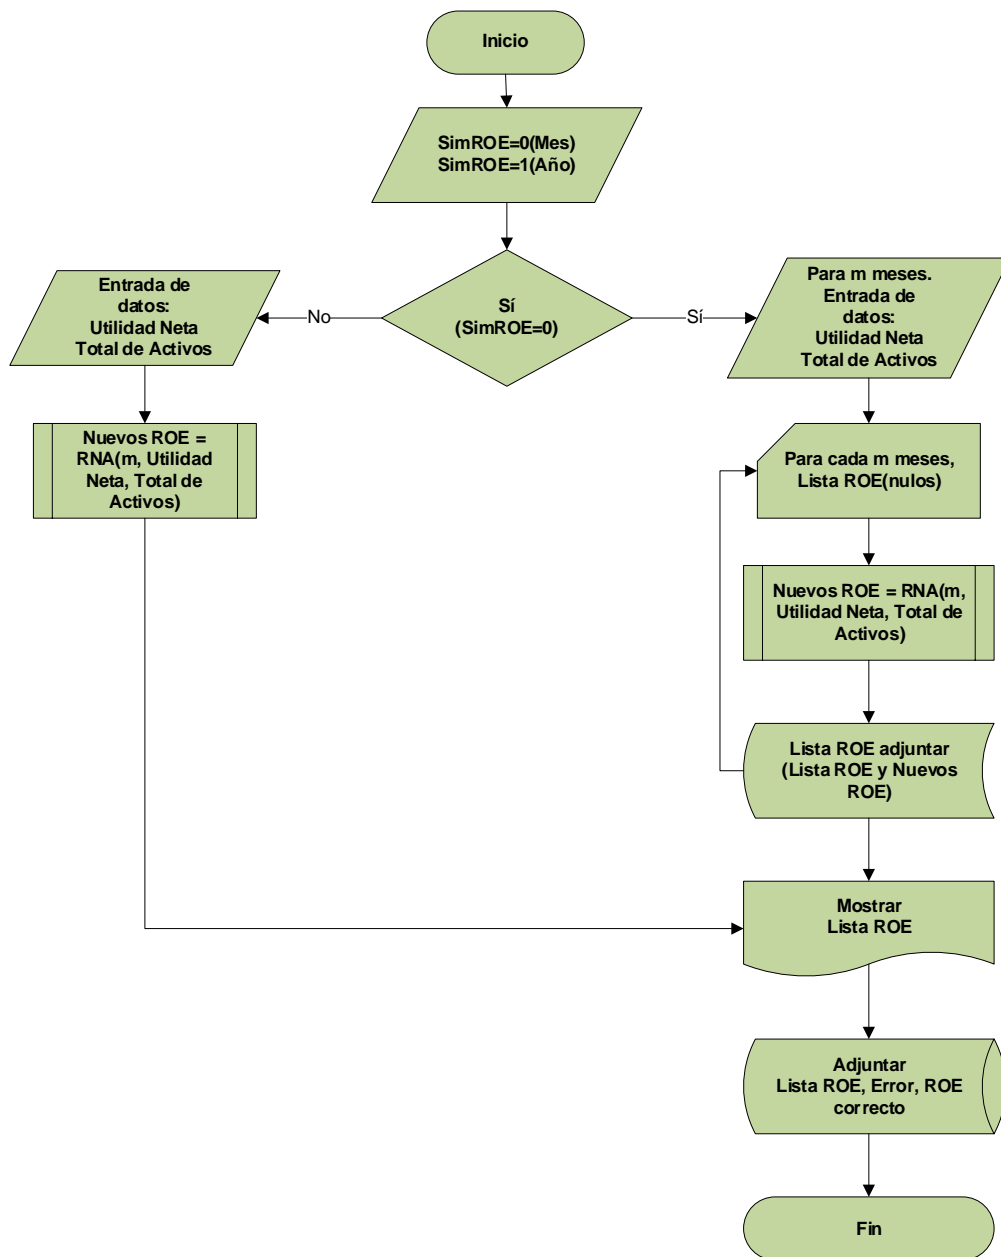 Inicio
SimROE=0(Mes)
SimROE=1(Año)
Sí
(SimROE=0)
No
Sí
Entrada de
datos:
Utilidad Neta
Total de Activos
Para m meses.
Entrada de
datos:
Utilidad Neta
Total de Activos
Nuevos ROE =
RNA(m, Utilidad
Neta, Total de
Activos)
Para cada m meses,
Lista ROE(nulos)
Nuevos ROE = RNA(m,
Utilidad Neta, Total de
Activos)
Lista ROE adjuntar
(Lista ROE y Nuevos
ROE)
Mostrar
Lista ROE
Adjuntar
Lista ROE, Error, ROE
correcto
Fin